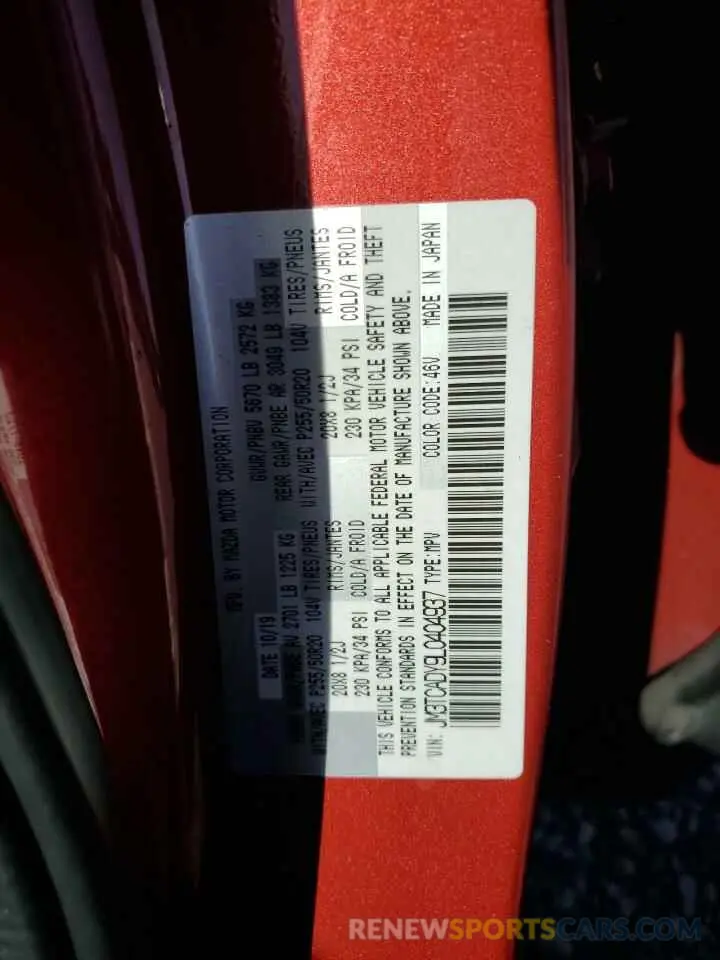 MFD. BY MAZDA MOTOR CORPORATION
DATE 10/19 GVWR/PNBV 5670 LB 2572 KG
AV 2701 LB 1225 KG REAR GAWR/PNBE AR 3049 LB 1383 KG
WITH/AVEC P255/50R20 104V TIRES/PNEUS WITH/AVEC P255/50R20 104V TIRES/PNEUS
20X8 1/2J RIMS/JANTES 20X8 1/2J RIMS/JANTES
230 KPA/34 PSI COLD/A FROID 230 KPA/34 PSI COLD/A FROID
THIS VEHICLE CONFORMS TO ALL APPLICABLE FEDERAL MOTOR VEHICLE SAFETY AND THEFT
PREVENTION STANDARDS IN EFFECT ON THE DATE OF MANUFACTURE SHOWN ABOVE.
VIN: JM3TCADY9L0404937 TYPE:MPV COLOR CODE:46V MADE IN JAPAN
RENEWSPORTSCARS.COM